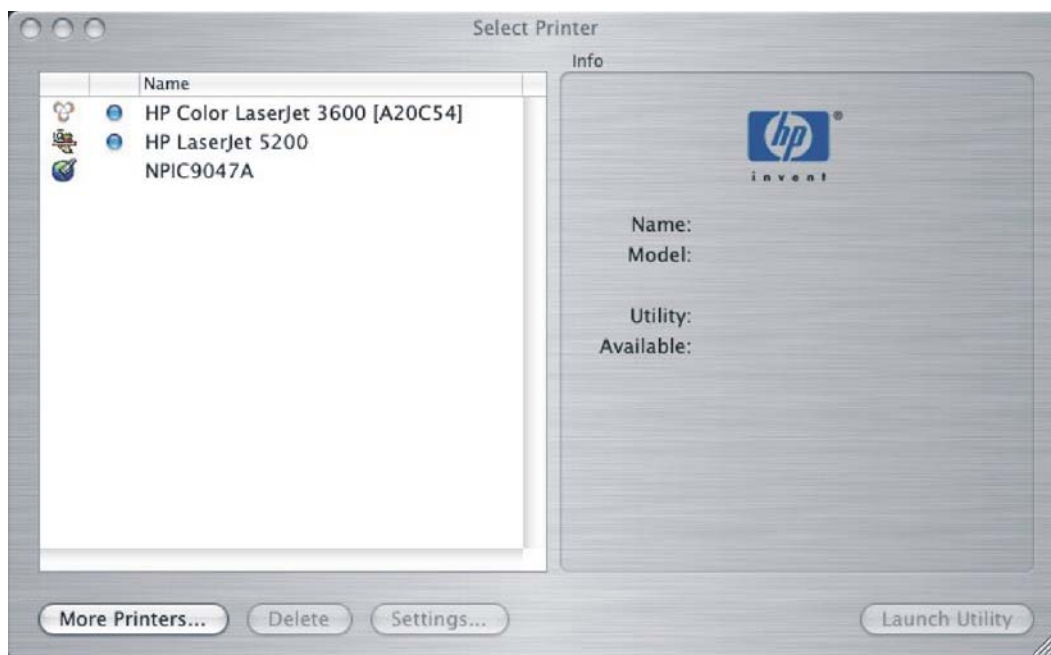 Select Printer
Info
Name
HP Color LaserJet 3600 [A20C54]
HP LaserJet 5200
NPIC9047A
hp
®
invent
Name:
Model:
Utility:
Available:
More Printers...
Delete
Settings...
Launch Utility